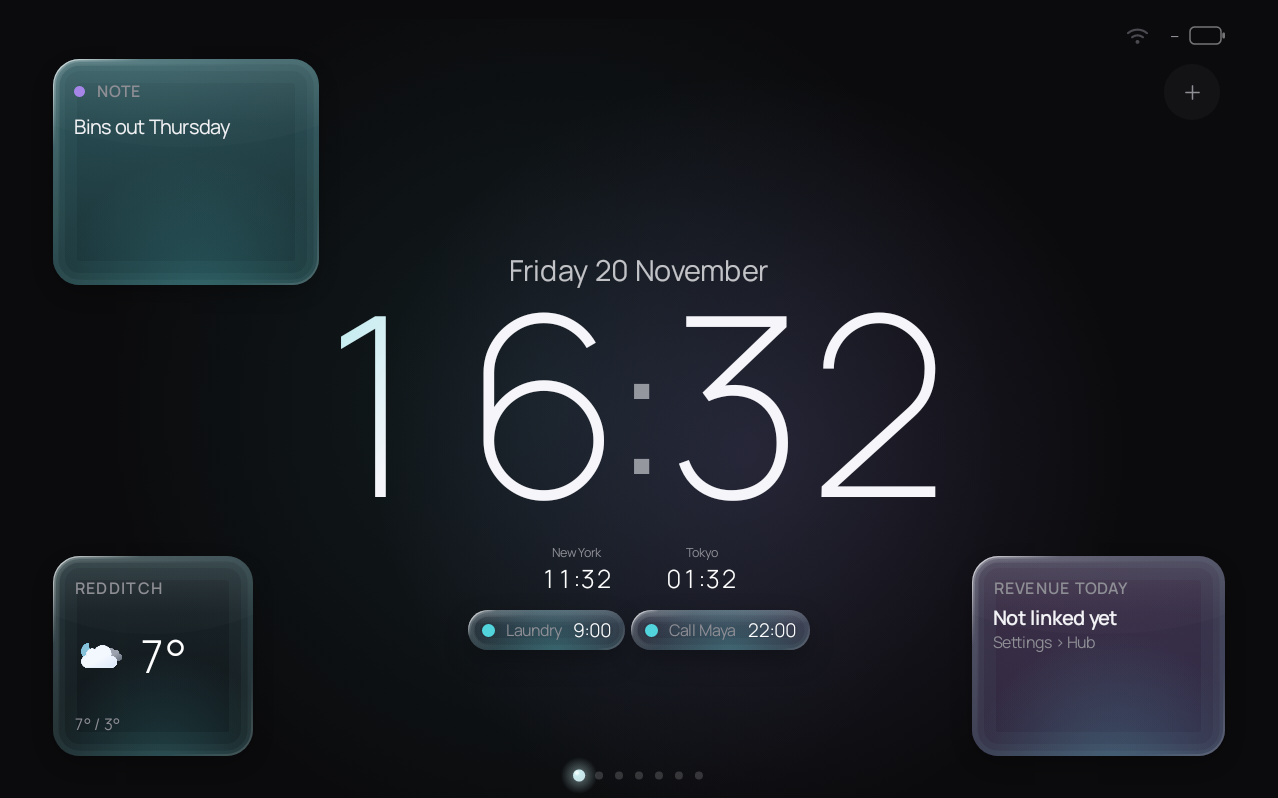 NOTE
Bins out Thursday
Friday 20 November
16:32
New York
11:32
Tokyo
01:32
Laundry 9:00
Call Maya 22:00
REDDITCH
7°
7° / 3°
REVENUE TODAY
Not linked yet
Settings › Hub